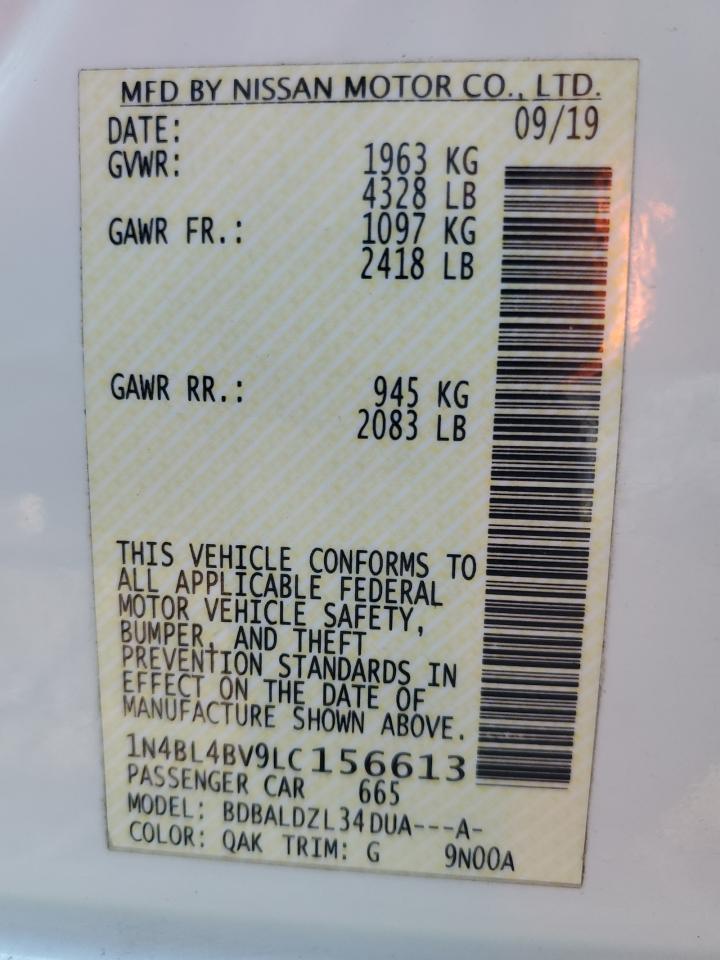 MFD BY NISSAN MOTOR CO., LTD.
DATE: 09/19
GVWR: 1963 KG
4328 LB
GAWR FR.: 1097 KG
2418 LB
GAWR RR.: 945 KG
2083 LB
THIS VEHICLE CONFORMS TO
ALL APPLICABLE FEDERAL
MOTOR VEHICLE SAFETY,
BUMPER, AND THEFT
PREVENTION STANDARDS IN
EFFECT ON THE DATE OF
MANUFACTURE SHOWN ABOVE.
1N4BL4BV9LC156613
PASSENGER CAR 665
MODEL: BDBALDZL34DUA---A-
COLOR: QAK TRIM: G 9N00A